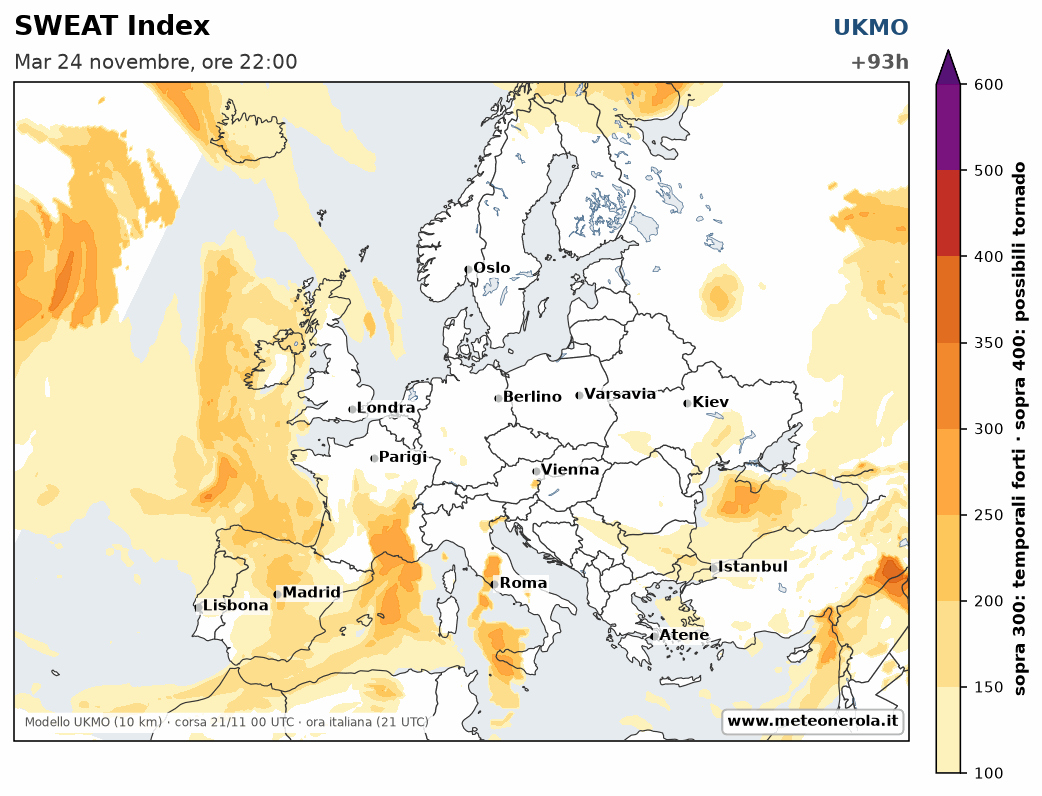 SWEAT Index
UKMO
Mar 24 novembre, ore 22:00
+93h
600
500
400
350
300
250
200
150
100
sopra 300: temporali forti · sopra 400: possibili tornado
Oslo
Berlino
Varsavia
Kiev
Londra
Parigi
Vienna
Istanbul
Roma
Madrid
Lisbona
Atene
Modello UKMO (10 km) · corsa 21/11 00 UTC · ora italiana (21 UTC)
www.meteonerola.it